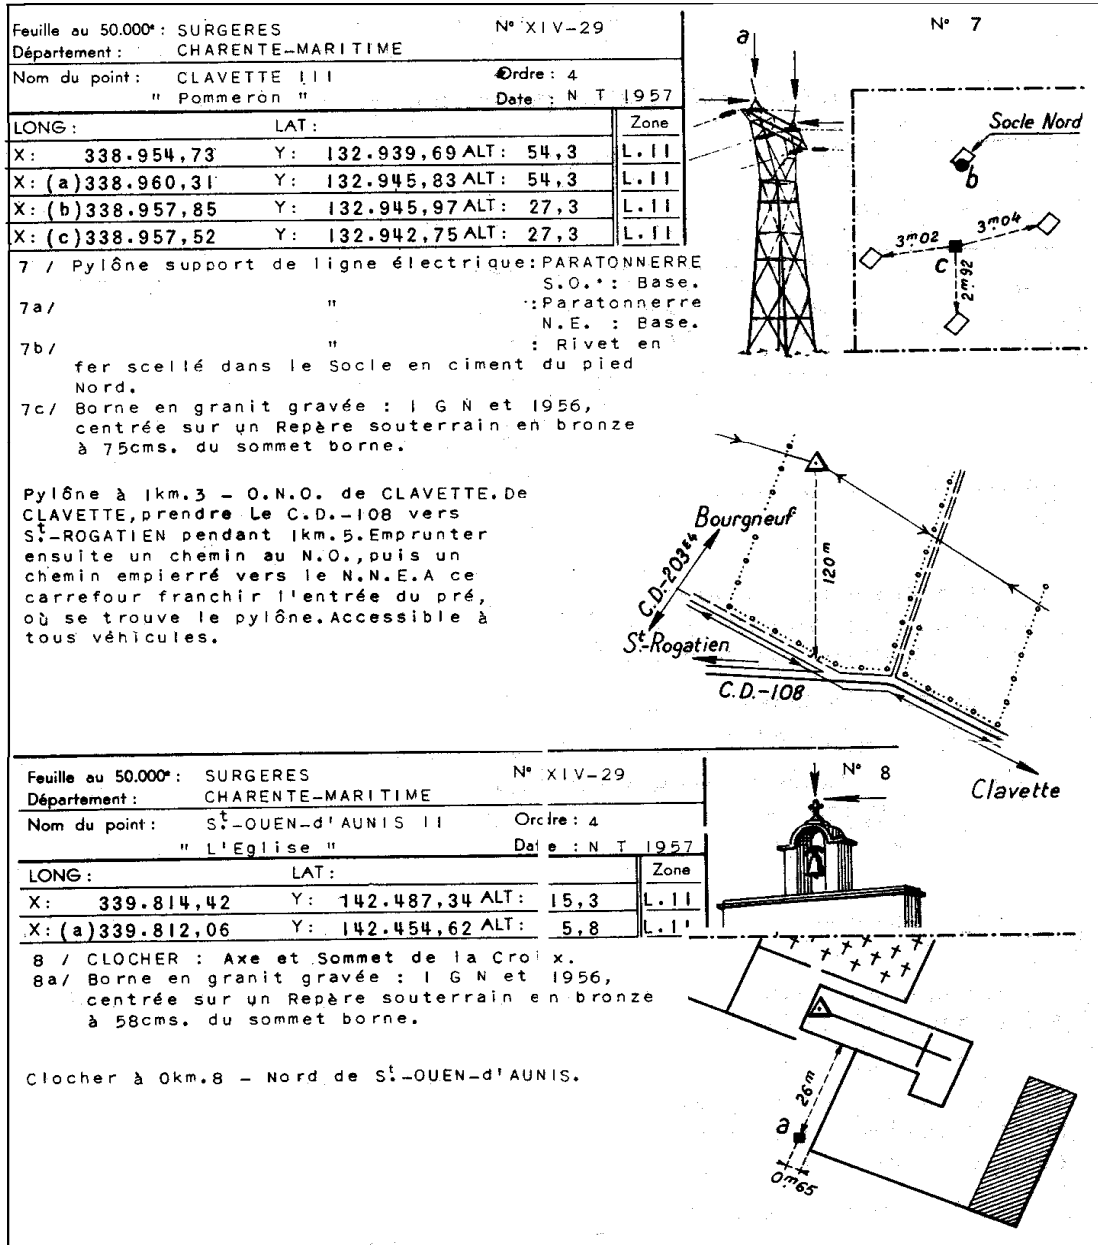 Feuille au 50.000e : SURGERES N° XIV-29
Département : CHARENTE-MARITIME
Nom du point : CLAVETTE III Ordre : 4
" Pommeron " Date : N T 1957
LONG : LAT : Zone
X : 338.954,73 Y : 132.939,69 ALT : 54,3 L.II
X : (a) 338.960,31 Y : 132.945,83 ALT : 54,3 L.II
X : (b) 338.957,85 Y : 132.945,97 ALT : 27,3 L.II
X : (c) 338.957,52 Y : 132.942,75 ALT : 27,3 L.II
7 / Pylône support de ligne électrique : PARATONNERRE
S.O. : Base.
7a/ " : Paratonnerre
N.E. : Base.
7b/ " : Rivet en
fer scellé dans le Socle en ciment du pied
Nord.
7c/ Borne en granit gravée : I G N et 1956,
centrée sur un Repère souterrain en bronze
à 75cms. du sommet borne.
Pylône à 1km.3 – O.N.O. de CLAVETTE. De
CLAVETTE, prendre Le C.D.-108 vers
St.-ROGATIEN pendant 1km.5. Emprunter
ensuite un chemin au N.O., puis un
chemin empierré vers le N.N.E. A ce
carrefour franchir l'entrée du pré,
où se trouve le pylône. Accessible à
tous véhicules.
N° 7
a
Socle Nord
b
3m04
3m02
c
2m92
Bourgneuf
C.D.-203E4
120m
St.-Rogatien
C.D.-108
Clavette
Feuille au 50.000e : SURGERES N° XIV-29
Département : CHARENTE-MARITIME
Nom du point : St.-OUEN-d'AUNIS II Ordre : 4
" L'Eglise " Date : N T 1957
LONG : LAT : Zone
X : 339.814,42 Y : 142.487,34 ALT : 15,3 L.II
X : (a) 339.812,06 Y : 142.454,62 ALT : 5,8 L.II
8 / CLOCHER : Axe et Sommet de la Croix.
8a/ Borne en granit gravée : I G N et 1956,
centrée sur un Repère souterrain en bronze
à 58cms. du sommet borne.
Clocher à 0km.8 – Nord de St.-OUEN-d'AUNIS.
N° 8
26m
a
0m65